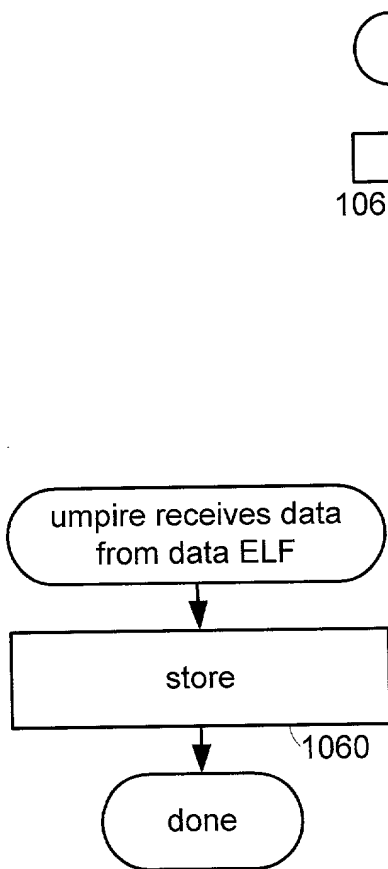 106
umpire receives data
from data ELF
store
1060
done